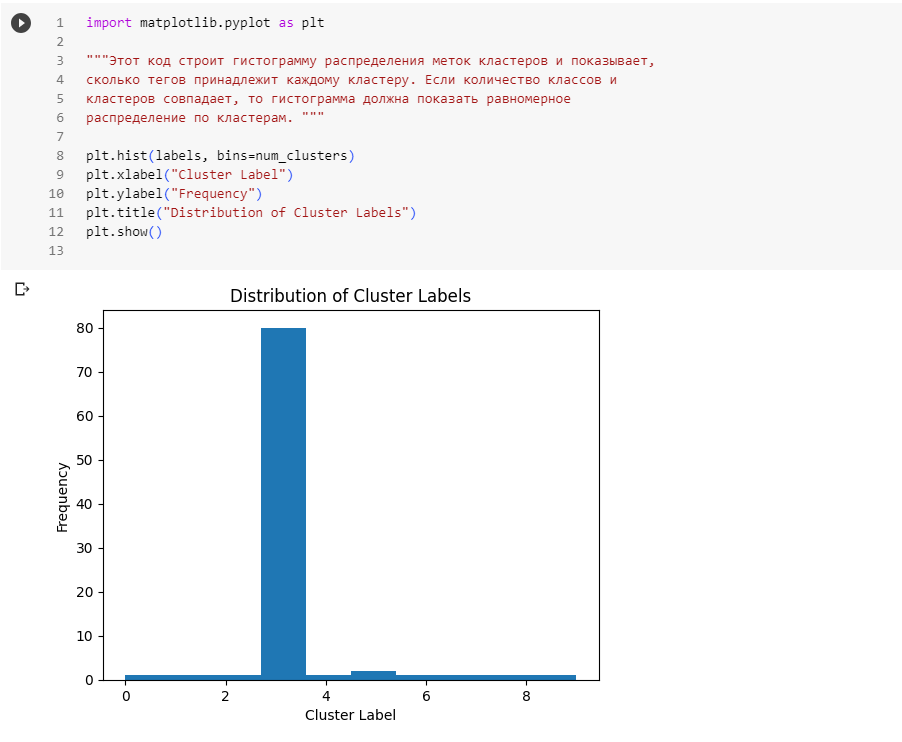 1 import matplotlib.pyplot as plt
2
3 """Этот код строит гистограмму распределения меток кластеров и показывает,
4 сколько тегов принадлежит каждому кластеру. Если количество классов и
5 кластеров совпадает, то гистограмма должна показать равномерное
6 распределение по кластерам. """
7
8 plt.hist(labels, bins=num_clusters)
9 plt.xlabel("Cluster Label")
10 plt.ylabel("Frequency")
11 plt.title("Distribution of Cluster Labels")
12 plt.show()
13
Distribution of Cluster Labels
80
70
60
50
40
30
20
10
0
Frequency
0 2 4 6 8
Cluster Label